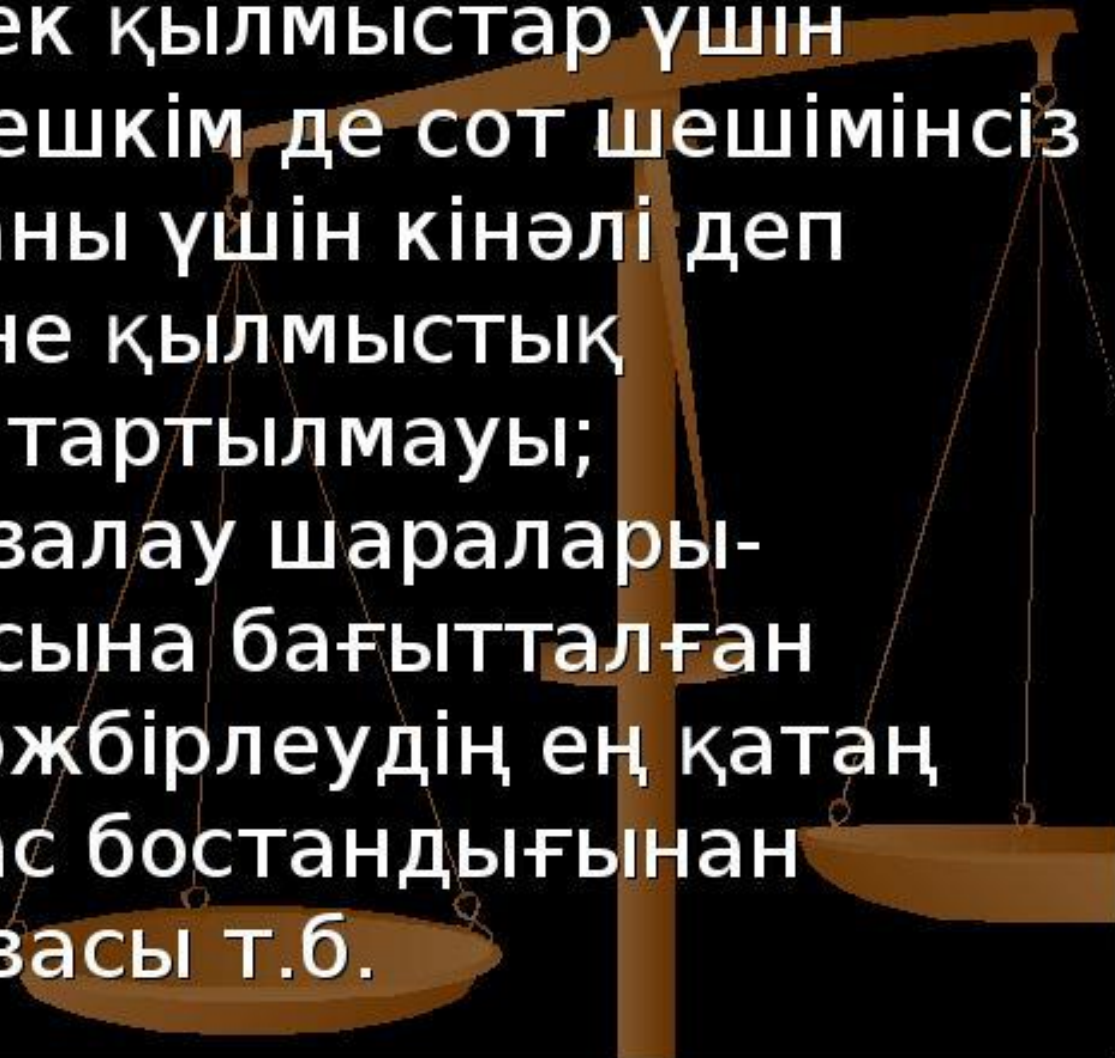 ек қылмыстар үшін
ешкім де сот шешімінсіз
ны үшін кінәлі деп
не қылмыстық
тартылмауы;
залау шаралары-
сына бағытталған
жбірлеудің ең қатаң
с бостандығынан
засы т.б.